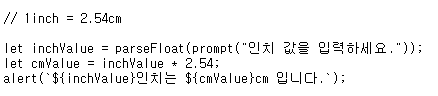 // 1inch = 2.54cm
let inchValue = parseFloat(prompt("인치 값을 입력하세요."));
let cmValue = inchValue * 2.54;
alert(`${inchValue}인치는 ${cmValue}cm 입니다.`);